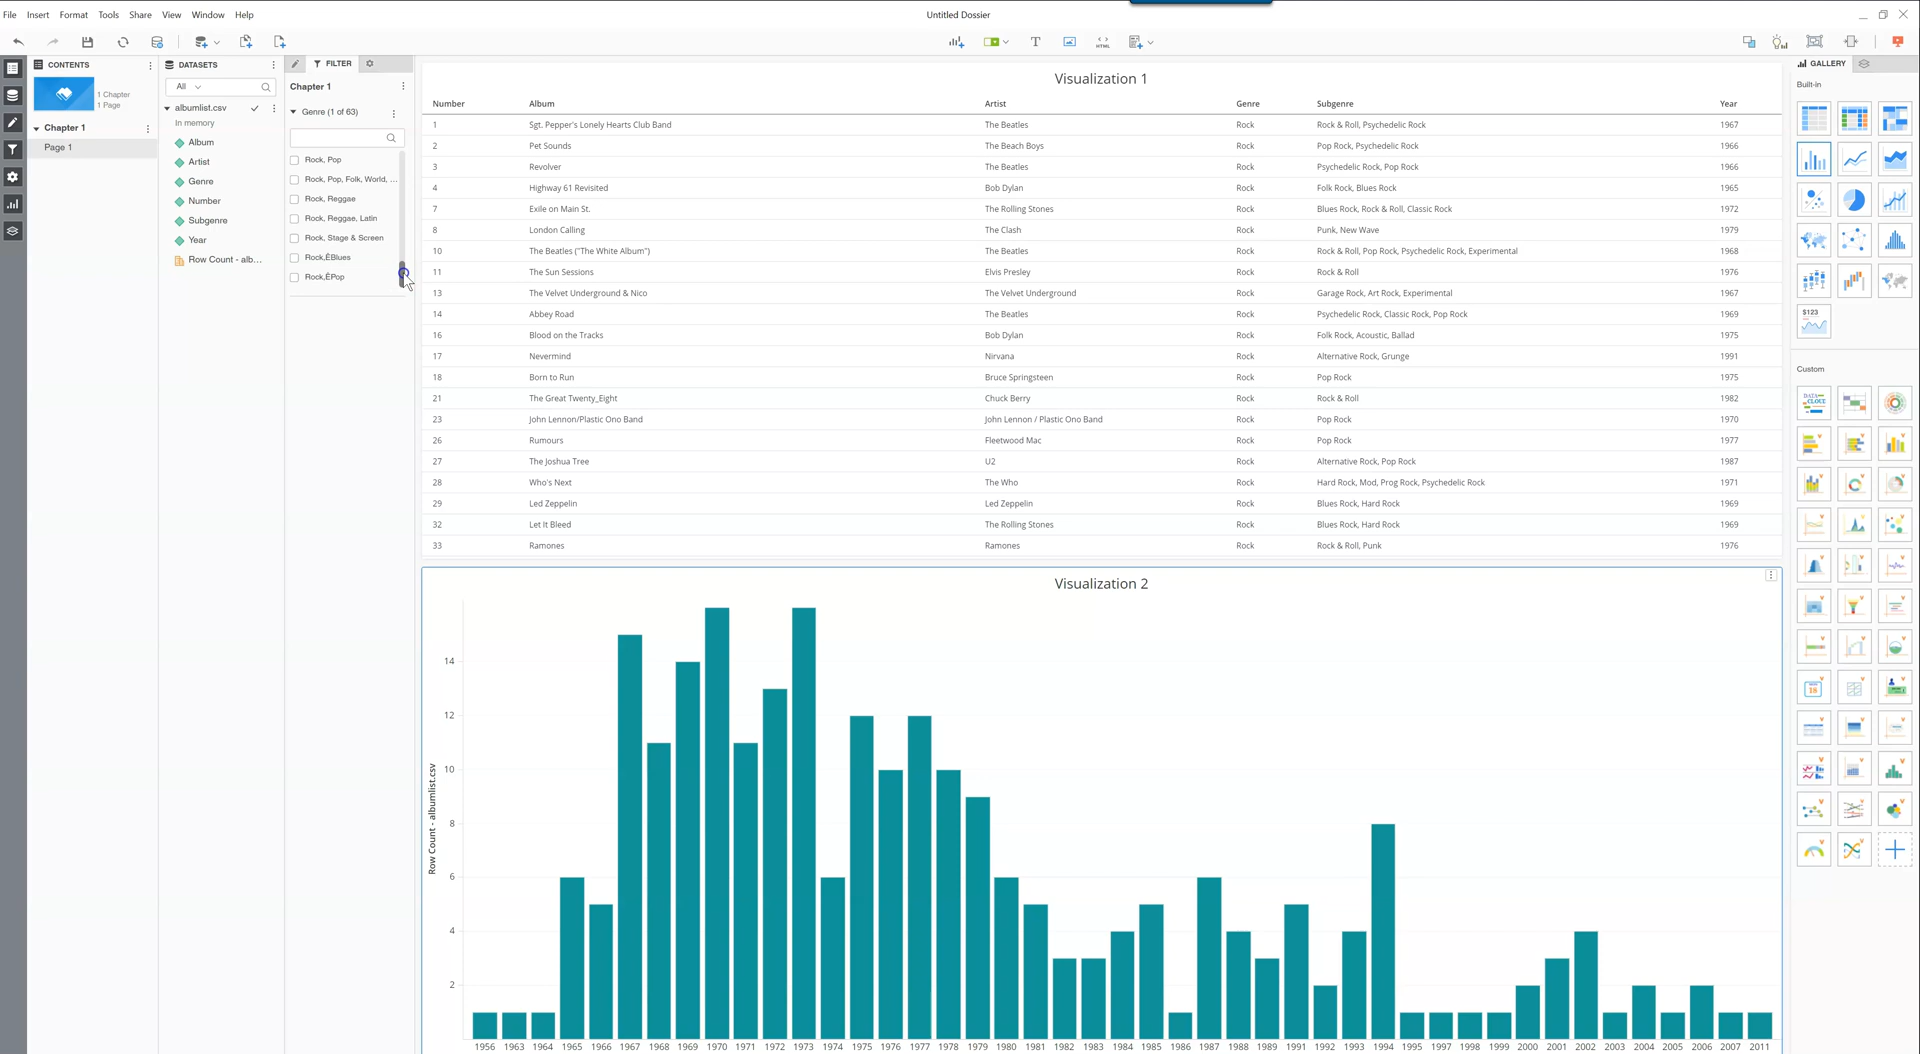 File Insert Format Tools Share View Window Help
Untitled Dossier
CONTENTS
1 Chapter
1 Page
Chapter 1
Page 1
DATASETS
All
albumlist.csv
In memory
Album
Artist
Genre
Number
Subgenre
Year
Row Count - alb...
FILTER
Chapter 1
Genre (1 of 63)
Rock, Pop
Rock, Pop, Folk, World, ...
Rock, Reggae
Rock, Reggae, Latin
Rock, Stage & Screen
Rock,ÊBlues
Rock,ÊPop
Visualization 1
Number Album Artist Genre Subgenre Year
1 Sgt. Pepper's Lonely Hearts Club Band The Beatles Rock Rock & Roll, Psychedelic Rock 1967
2 Pet Sounds The Beach Boys Rock Pop Rock, Psychedelic Rock 1966
3 Revolver The Beatles Rock Psychedelic Rock, Pop Rock 1966
4 Highway 61 Revisited Bob Dylan Rock Folk Rock, Blues Rock 1965
7 Exile on Main St. The Rolling Stones Rock Blues Rock, Rock & Roll, Classic Rock 1972
8 London Calling The Clash Rock Punk, New Wave 1979
10 The Beatles ("The White Album") The Beatles Rock Rock & Roll, Pop Rock, Psychedelic Rock, Experimental 1968
11 The Sun Sessions Elvis Presley Rock Rock & Roll 1976
13 The Velvet Underground & Nico The Velvet Underground Rock Garage Rock, Art Rock, Experimental 1967
14 Abbey Road The Beatles Rock Psychedelic Rock, Classic Rock, Pop Rock 1969
16 Blood on the Tracks Bob Dylan Rock Folk Rock, Acoustic, Ballad 1975
17 Nevermind Nirvana Rock Alternative Rock, Grunge 1991
18 Born to Run Bruce Springsteen Rock Pop Rock 1975
21 The Great Twenty_Eight Chuck Berry Rock Rock & Roll 1982
23 John Lennon/Plastic Ono Band John Lennon / Plastic Ono Band Rock Pop Rock 1970
26 Rumours Fleetwood Mac Rock Pop Rock 1977
27 The Joshua Tree U2 Rock Alternative Rock, Pop Rock 1987
28 Who's Next The Who Rock Hard Rock, Mod, Prog Rock, Psychedelic Rock 1971
29 Led Zeppelin Led Zeppelin Rock Blues Rock, Hard Rock 1969
32 Let It Bleed The Rolling Stones Rock Blues Rock, Hard Rock 1969
33 Ramones Ramones Rock Rock & Roll, Punk 1976
Visualization 2
Row Count - albumlist.csv
14
12
10
8
6
4
2
1956 1963 1964 1965 1966 1967 1968 1969 1970 1971 1972 1973 1974 1975 1976 1977 1978 1979 1980 1981 1982 1983 1984 1985 1986 1987 1988 1989 1991 1992 1993 1994 1995 1997 1998 1999 2000 2001 2002 2003 2004 2005 2006 2007 2011
HTML
GALLERY
Built-in
$123
Custom
DATA
CLOUD
18